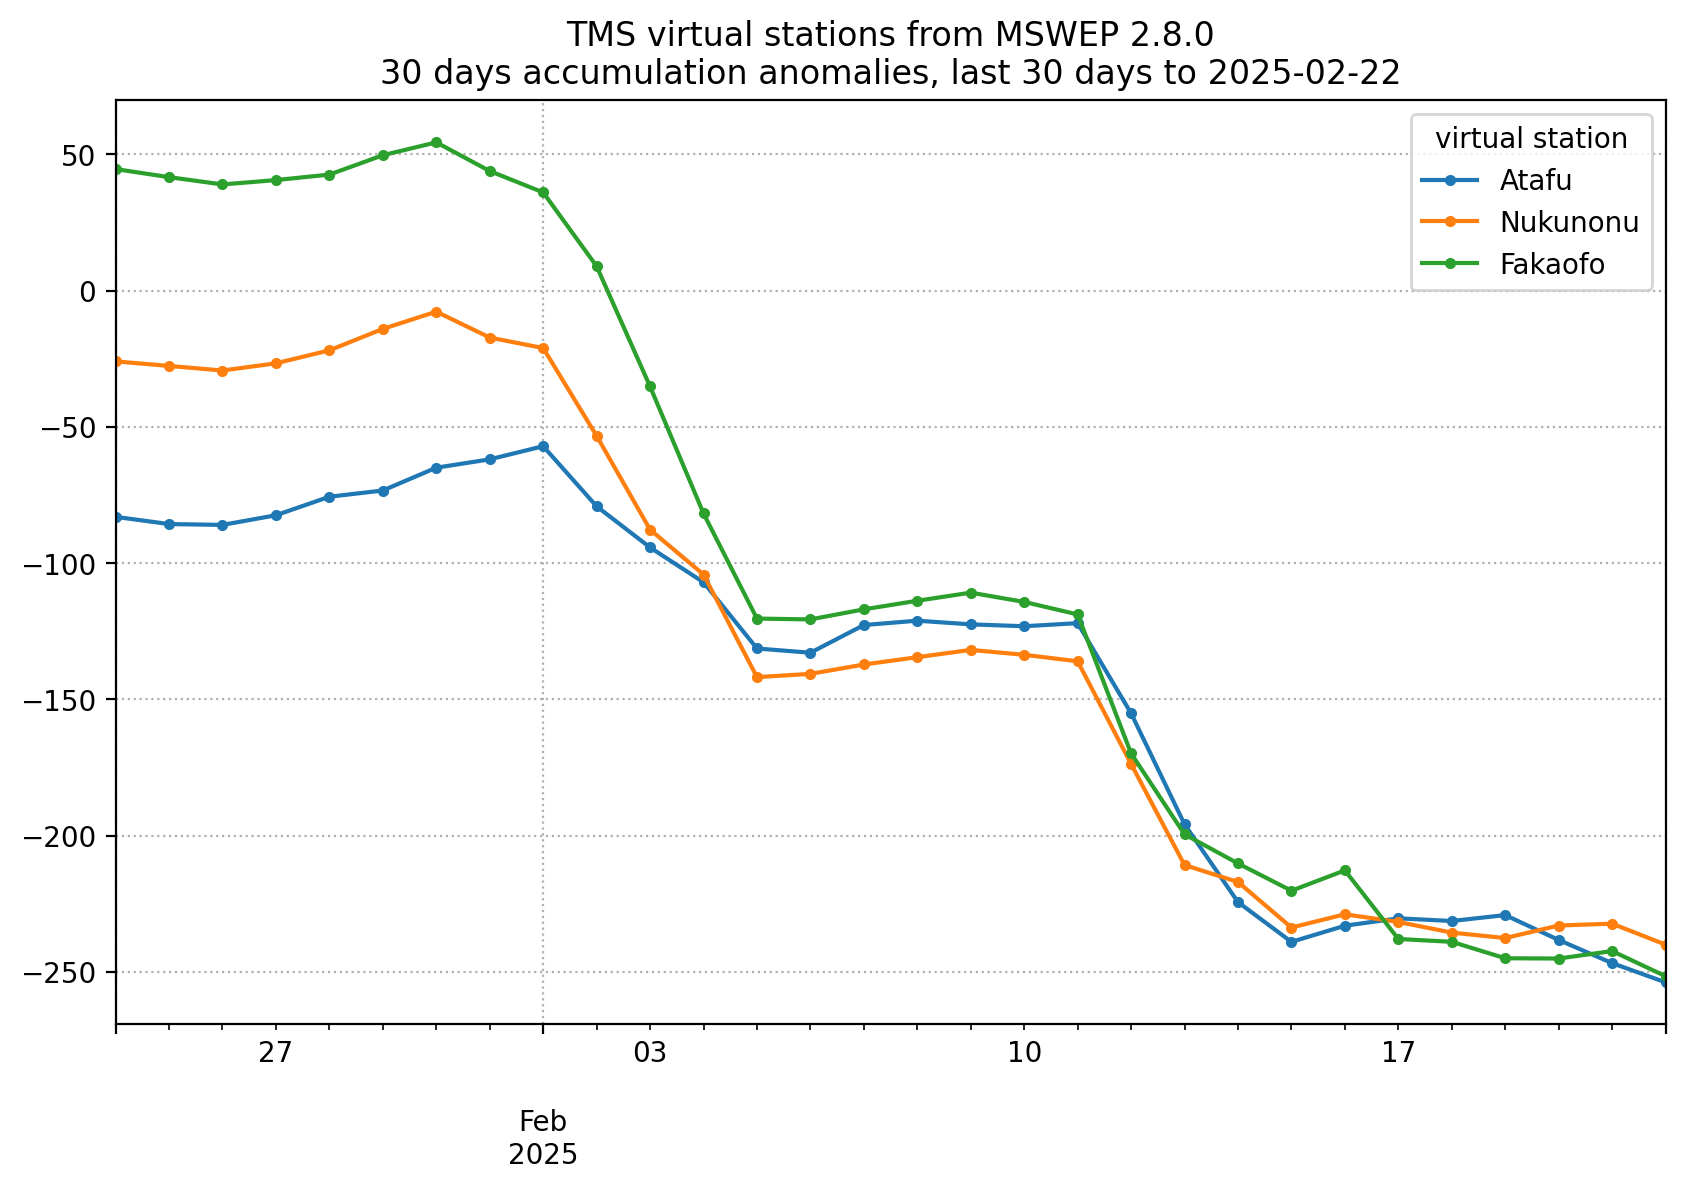 TMS virtual stations from MSWEP 2.8.0
30 days accumulation anomalies, last 30 days to 2025-02-22
virtual station
Atafu
Nukunonu
Fakaofo
50
0
−50
−100
−150
−200
−250
27
03
10
17
Feb
2025